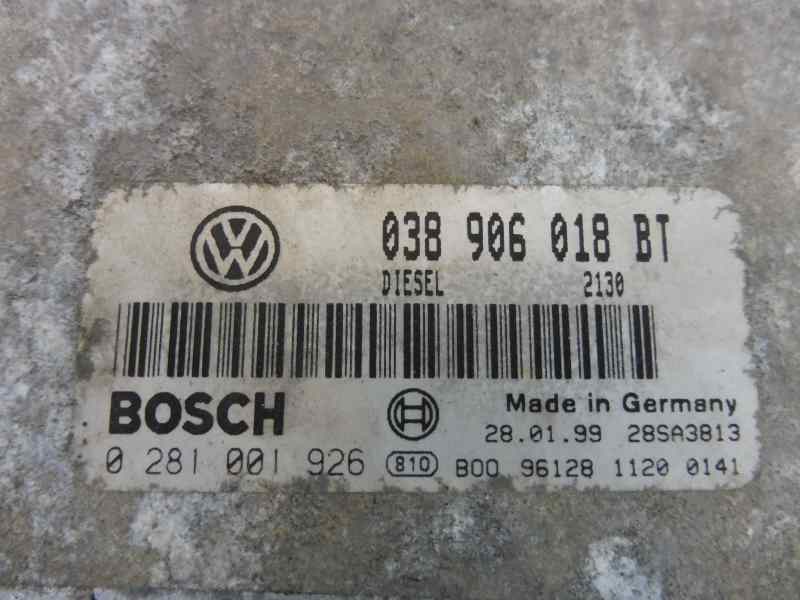 038 906 018 BT
DIESEL 2130
BOSCH
Made in Germany
28.01.99 28SA3813
0 281 001 926 810 B00 96128 1120 0141